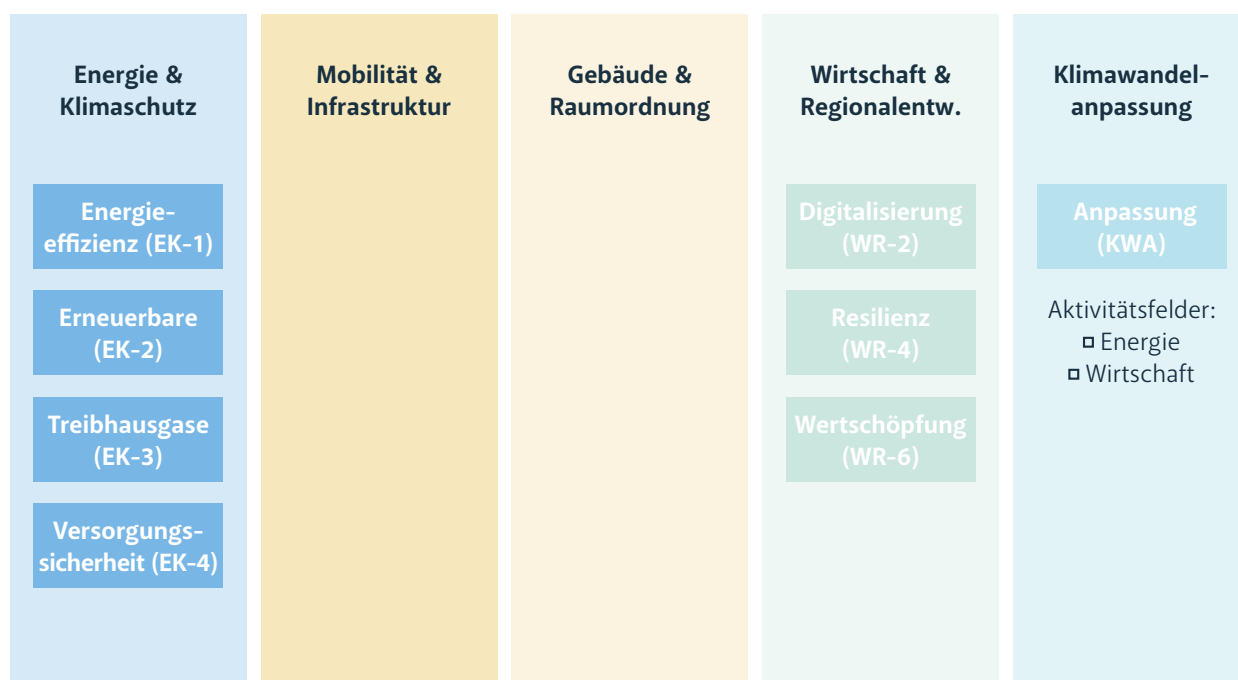 Energie &
Klimaschutz
Energie-
effizienz (EK-1)
Erneuerbare
(EK-2)
Treibhausgase
(EK-3)
Versorgungs-
sicherheit (EK-4)
Mobilität &
Infrastruktur
Gebäude &
Raumordnung
Wirtschaft &
Regionalentw.
Digitalisierung
(WR-2)
Resilienz
(WR-4)
Wertschöpfung
(WR-6)
Klimawandel-
anpassung
Anpassung
(KWA)
Aktivitätsfelder:
▫ Energie
▫ Wirtschaft